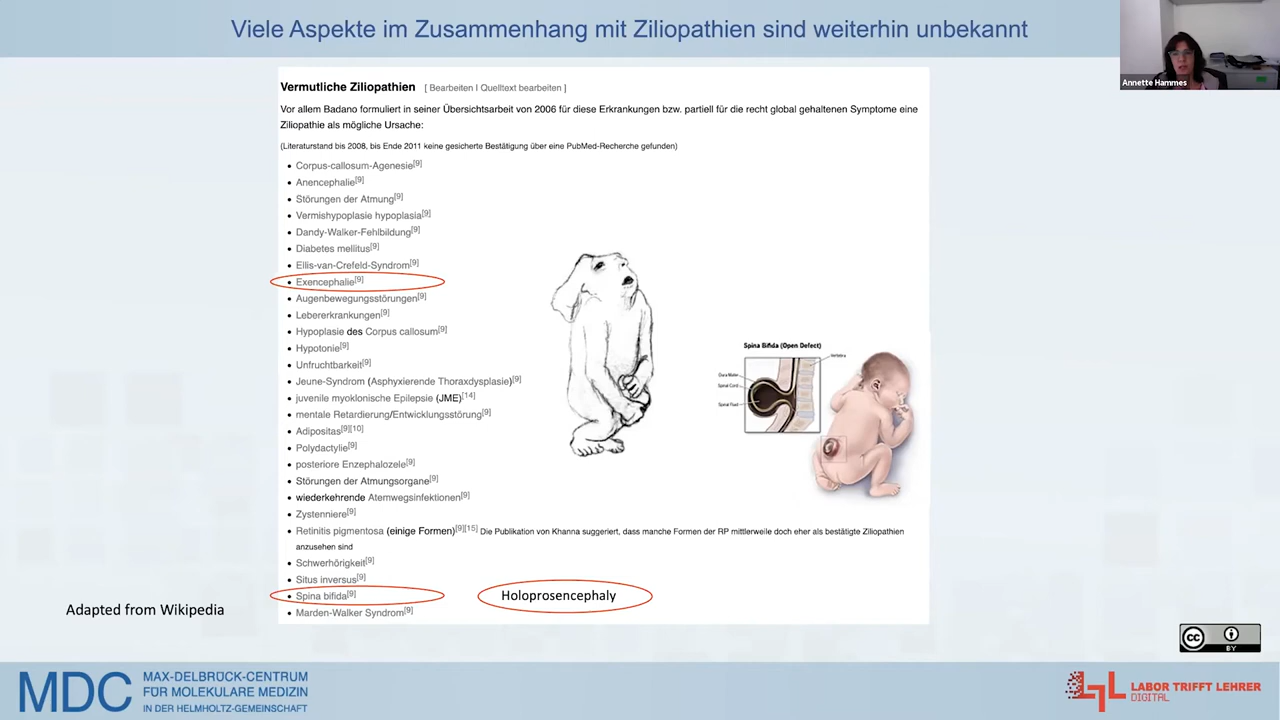 Viele Aspekte im Zusammenhang mit Ziliopathien sind weiterhin unbekannt
Annette Hammes
Vermutliche Ziliopathien [ Bearbeiten | Quelltext bearbeiten ]
Vor allem Badano formuliert in seiner Übersichtsarbeit von 2006 für diese Erkrankungen bzw. partiell für die recht global gehaltenen Symptome eine
Ziliopathie als mögliche Ursache:
(Literaturstand bis 2008, bis Ende 2011 keine gesicherte Bestätigung über eine PubMed-Recherche gefunden)
• Corpus-callosum-Agenesie[9]
• Anencephalie[9]
• Störungen der Atmung[9]
• Vermishypoplasie hypoplasia[9]
• Dandy-Walker-Fehlbildung[9]
• Diabetes mellitus[9]
• Ellis-van-Crefeld-Syndrom[9]
• Exencephalie[9]
• Augenbewegungsstörungen[9]
• Lebererkrankungen[9]
• Hypoplasie des Corpus callosum[9]
• Hypotonie[9]
• Unfruchtbarkeit[9]
• Jeune-Syndrom (Asphyxierende Thoraxdysplasie)[9]
• juvenile myoklonische Epilepsie (JME)[14]
• mentale Retardierung/Entwicklungsstörung[9]
• Adipositas[9][10]
• Polydactylie[9]
• posteriore Enzephalozele[9]
• Störungen der Atmungsorgane[9]
• wiederkehrende Atemwegsinfektionen[9]
• Zystenniere[9]
• Retinitis pigmentosa (einige Formen)[9][15] Die Publikation von Khanna suggeriert, dass manche Formen der RP mittlerweile doch eher als bestätigte Ziliopathien
anzusehen sind
• Schwerhörigkeit[9]
• Situs inversus[9]
• Spina bifida[9]
• Marden-Walker Syndrom[9]
Spina Bifida (Open Defect)
Vertebra
Dura Mater
Spinal Cord
Spinal Fluid
Holoprosencephaly
Adapted from Wikipedia
CC
BY
MDC
MAX-DELBRÜCK-CENTRUM
FÜR MOLEKULARE MEDIZIN
IN DER HELMHOLTZ-GEMEINSCHAFT
LABOR TRIFFT LEHRER
DIGITAL